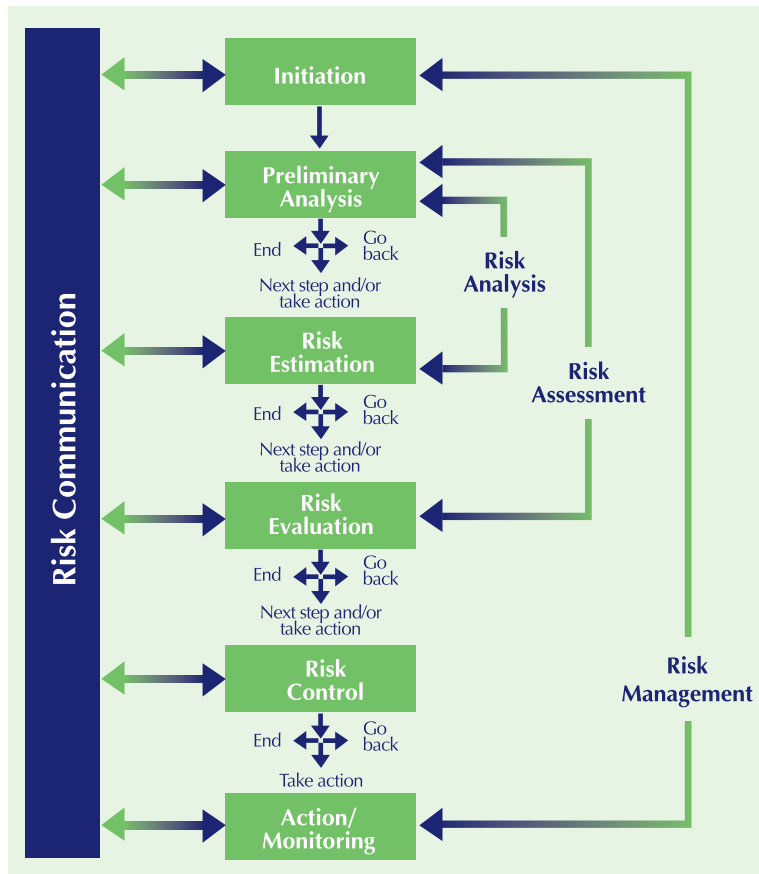 Risk Communication
Initiation
Preliminary
Analysis
End
Go
back
Next step and/or
take action
Risk
Analysis
Risk
Estimation
Risk
Assessment
End
Go
back
Next step and/or
take action
Risk
Evaluation
End
Go
back
Next step and/or
take action
Risk
Control
Risk
Management
End
Go
back
Take action
Action/
Monitoring